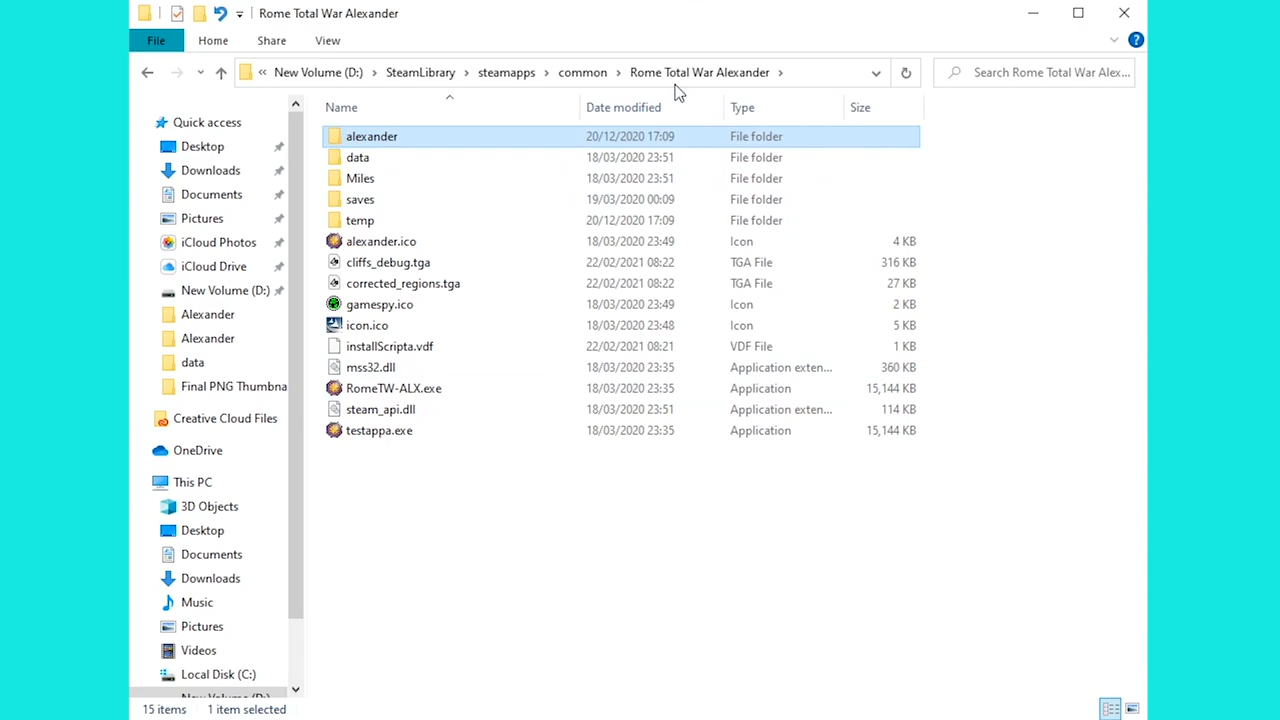 Rome Total War Alexander
File Home Share View
« New Volume (D:) SteamLibrary steamapps common Rome Total War Alexander
Search Rome Total War Alex...
Name Date modified Type Size
Quick access
Desktop
Downloads
Documents
Pictures
iCloud Photos
iCloud Drive
New Volume (D:)
Alexander
Alexander
data
Final PNG Thumbna
Creative Cloud Files
OneDrive
This PC
3D Objects
Desktop
Documents
Downloads
Music
Pictures
Videos
Local Disk (C:)
New Volume (D:)
alexander 20/12/2020 17:09 File folder
data 18/03/2020 23:51 File folder
Miles 18/03/2020 23:51 File folder
saves 19/03/2020 00:09 File folder
temp 20/12/2020 17:09 File folder
alexander.ico 18/03/2020 23:49 Icon 4 KB
cliffs_debug.tga 22/02/2021 08:22 TGA File 316 KB
corrected_regions.tga 22/02/2021 08:22 TGA File 27 KB
gamespy.ico 18/03/2020 23:49 Icon 2 KB
icon.ico 18/03/2020 23:48 Icon 5 KB
installScripta.vdf 22/02/2021 08:21 VDF File 1 KB
mss32.dll 18/03/2020 23:35 Application exten... 360 KB
RomeTW-ALX.exe 18/03/2020 23:35 Application 15,144 KB
steam_api.dll 18/03/2020 23:51 Application exten... 114 KB
testappa.exe 18/03/2020 23:35 Application 15,144 KB
15 items 1 item selected